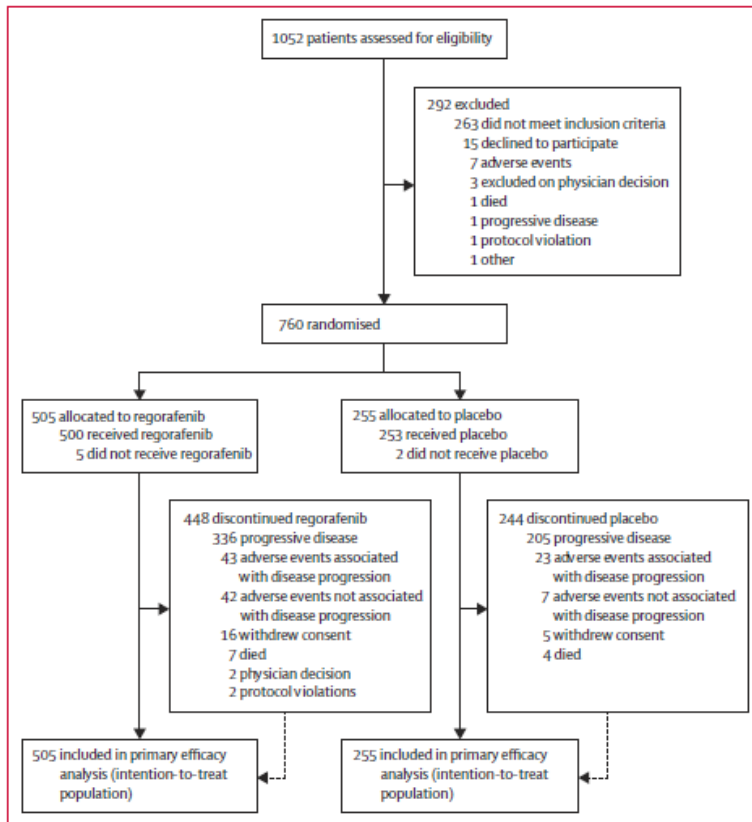 1052 patients assessed for eligibility
292 excluded
263 did not meet inclusion criteria
15 declined to participate
7 adverse events
3 excluded on physician decision
1 died
1 progressive disease
1 protocol violation
1 other
760 randomised
505 allocated to regorafenib
500 received regorafenib
5 did not receive regorafenib
255 allocated to placebo
253 received placebo
2 did not receive placebo
448 discontinued regorafenib
336 progressive disease
43 adverse events associated
with disease progression
42 adverse events not associated
with disease progression
16 withdrew consent
7 died
2 physician decision
2 protocol violations
244 discontinued placebo
205 progressive disease
23 adverse events associated
with disease progression
7 adverse events not associated
with disease progression
5 withdrew consent
4 died
505 included in primary efficacy
analysis (intention-to-treat
population)
255 included in primary efficacy
analysis (intention-to-treat
population)